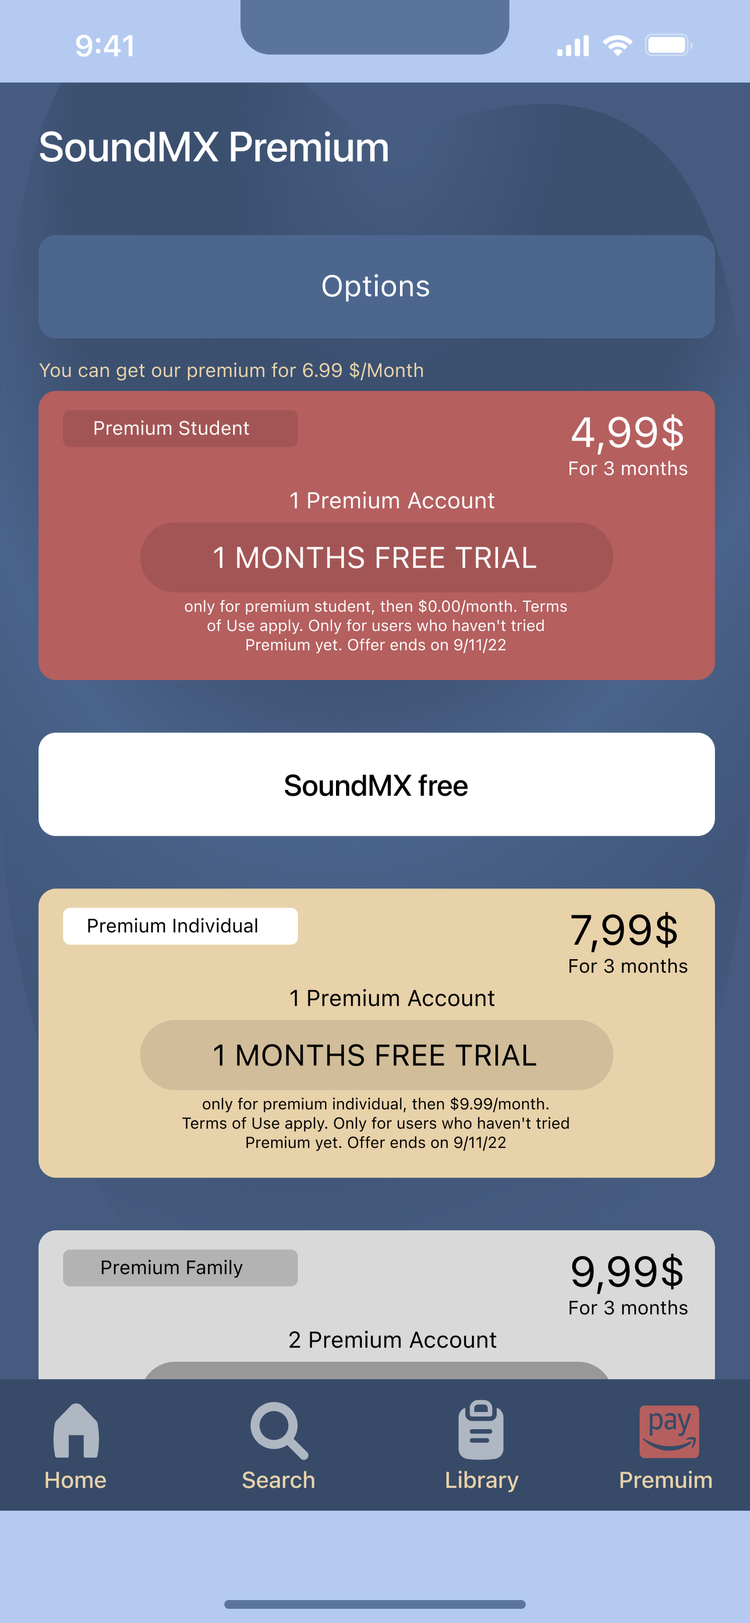 9:41
SoundMX Premium
Options
You can get our premium for 6.99 $/Month
Premium Student
4,99$
For 3 months
1 Premium Account
1 MONTHS FREE TRIAL
only for premium student, then $0.00/month. Terms
of Use apply. Only for users who haven't tried
Premium yet. Offer ends on 9/11/22
SoundMX free
Premium Individual
7,99$
For 3 months
1 Premium Account
1 MONTHS FREE TRIAL
only for premium individual, then $9.99/month.
Terms of Use apply. Only for users who haven't tried
Premium yet. Offer ends on 9/11/22
Premium Family
9,99$
For 3 months
2 Premium Account
pay
Home
Search
Library
Premuim